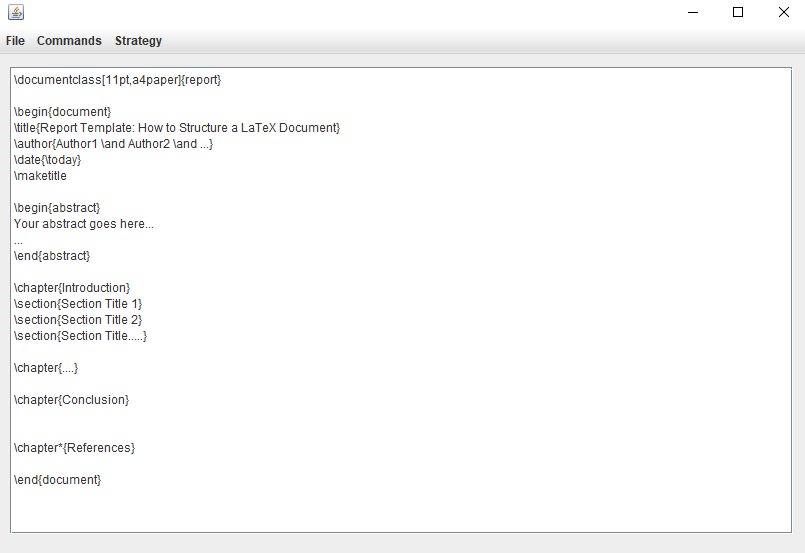 File Commands Strategy
\documentclass[11pt,a4paper]{report}
\begin{document}
\title{Report Template: How to Structure a LaTeX Document}
\author{Author1 \and Author2 \and ...}
\date{\today}
\maketitle
\begin{abstract}
Your abstract goes here...
...
\end{abstract}
\chapter{Introduction}
\section{Section Title 1}
\section{Section Title 2}
\section{Section Title.....}
\chapter{....}
\chapter{Conclusion}
\chapter*{References}
\end{document}